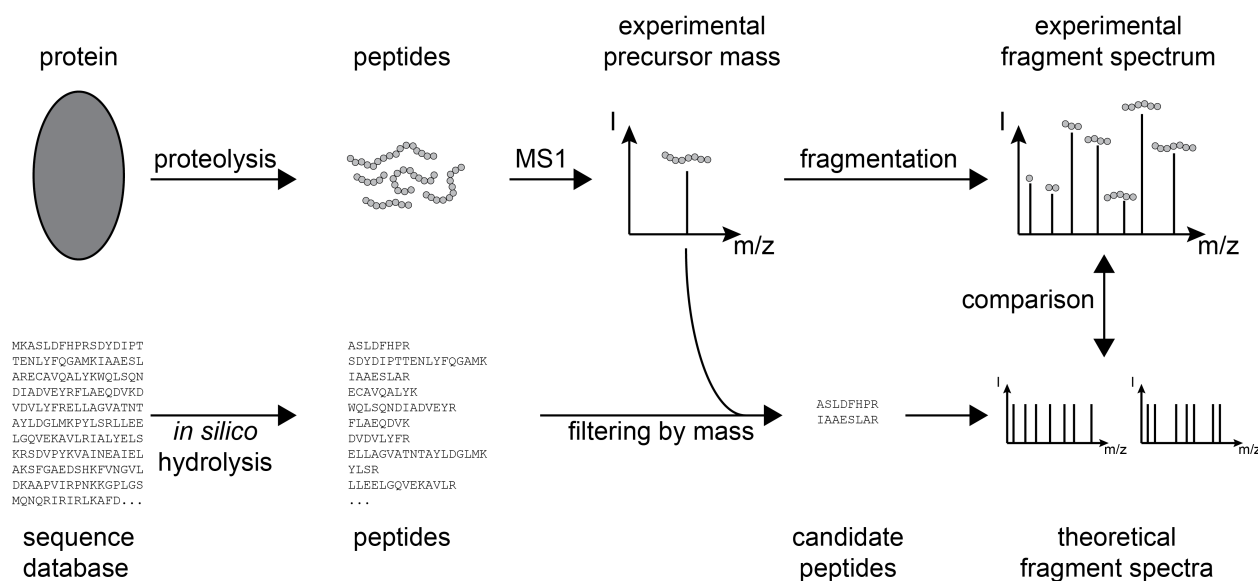 protein
peptides
experimental
precursor mass
experimental
fragment spectrum
proteolysis
MS1
I
m/z
fragmentation
I
m/z
comparison
MKASLDFHPRSDYDIPT
TENLYFQGAMKIAAESL
ARECAVQALYKWQLSQN
DIADVEYRFLAEQDVKD
VDVLYFRELLAGVATNT
AYLDGLMKPYLSRLLEE
LGQVEKAVLRIALYELS
KRSDVPYKVAINEAIEL
AKSFGAEDSHKFVNGVL
DKAAPVIRPNKKGPLGS
MQNQRIRIRLKAFD...
in silico
hydrolysis
ASLDFHPR
SDYDIPTTENLYFQGAMK
IAAESLAR
ECAVQALYK
WQLSQNDIADVEYR
FLAEQDVK
DVDVLYFR
ELLAGVATNTAYLDGLMK
YLSR
LLEELGQVEKAVLR
...
filtering by mass
ASLDFHPR
IAAESLAR
I
m/z
I
m/z
sequence
database
peptides
candidate
peptides
theoretical
fragment spectra